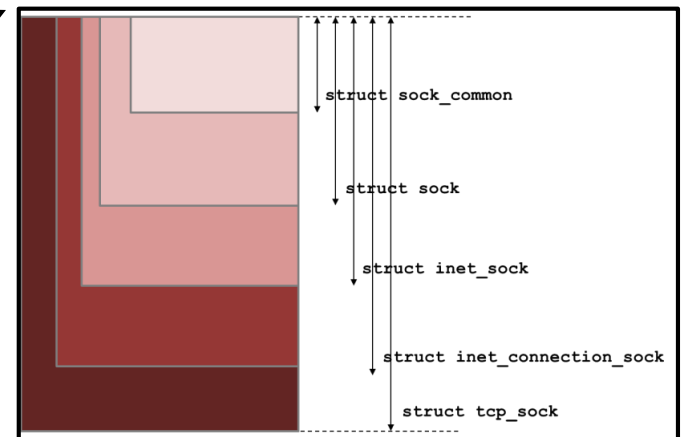 struct sock_common
struct sock
struct inet_sock
struct inet_connection_sock
struct tcp_sock